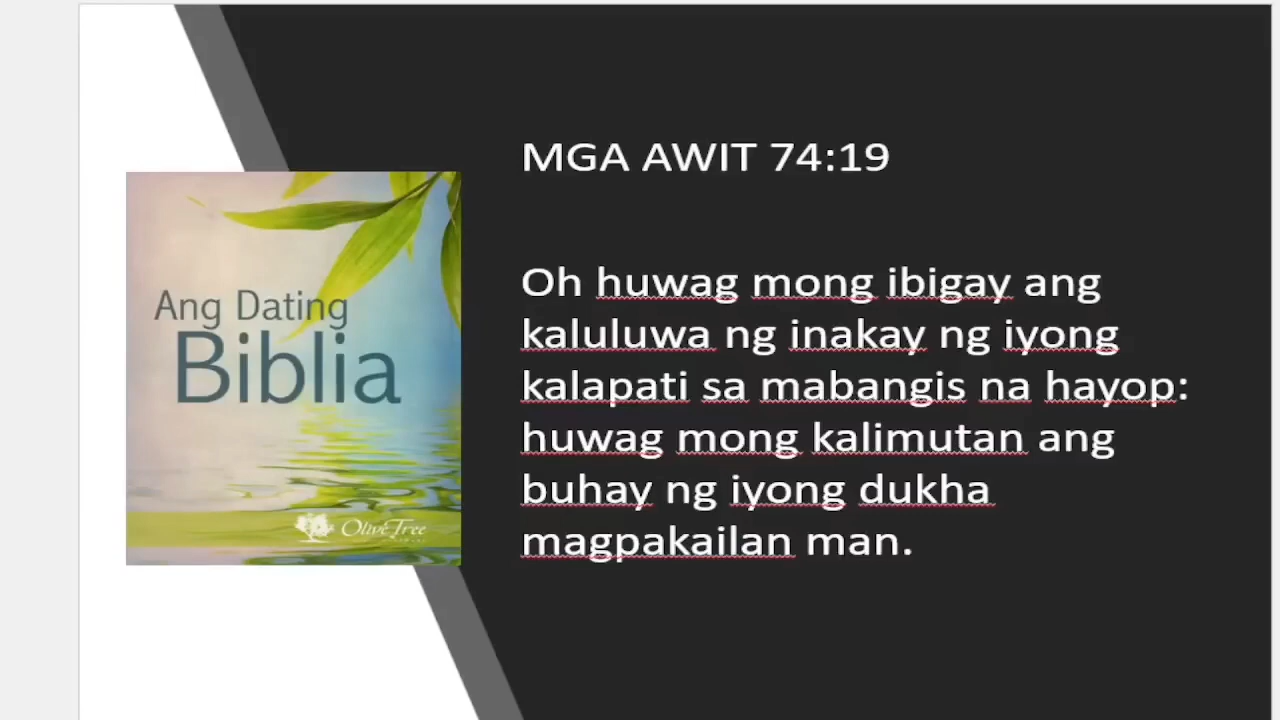 MGA AWIT 74:19
Oh huwag mong ibigay ang
kaluluwa ng inakay ng iyong
kalapati sa mabangis na hayop:
huwag mong kalimutan ang
buhay ng iyong dukha
magpakailan man.
Ang Dating
Biblia
Olive Tree